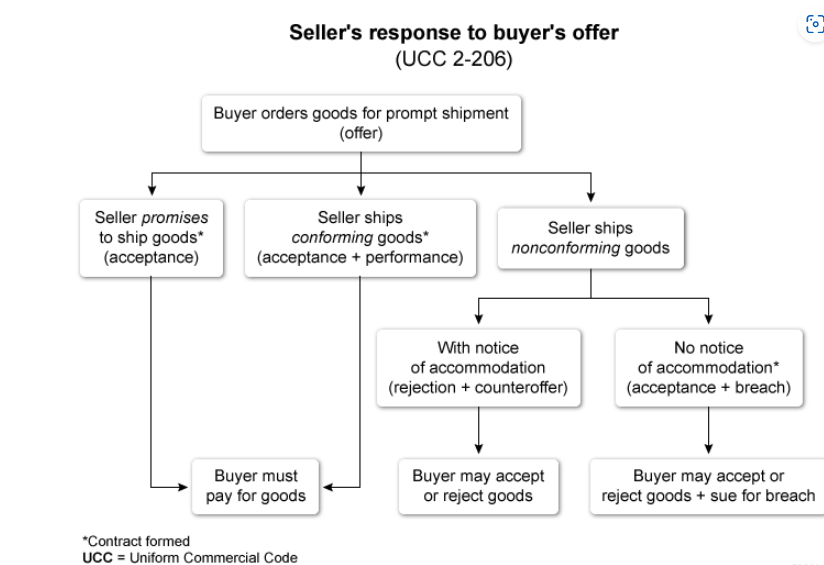 Seller's response to buyer's offer
(UCC 2-206)
Buyer orders goods for prompt shipment
(offer)
Seller promises
to ship goods*
(acceptance)
Seller ships
conforming goods*
(acceptance + performance)
Seller ships
nonconforming goods
With notice
of accommodation
(rejection + counteroffer)
No notice
of accommodation*
(acceptance + breach)
Buyer must
pay for goods
Buyer may accept
or reject goods
Buyer may accept or
reject goods + sue for breach
*Contract formed
UCC = Uniform Commercial Code